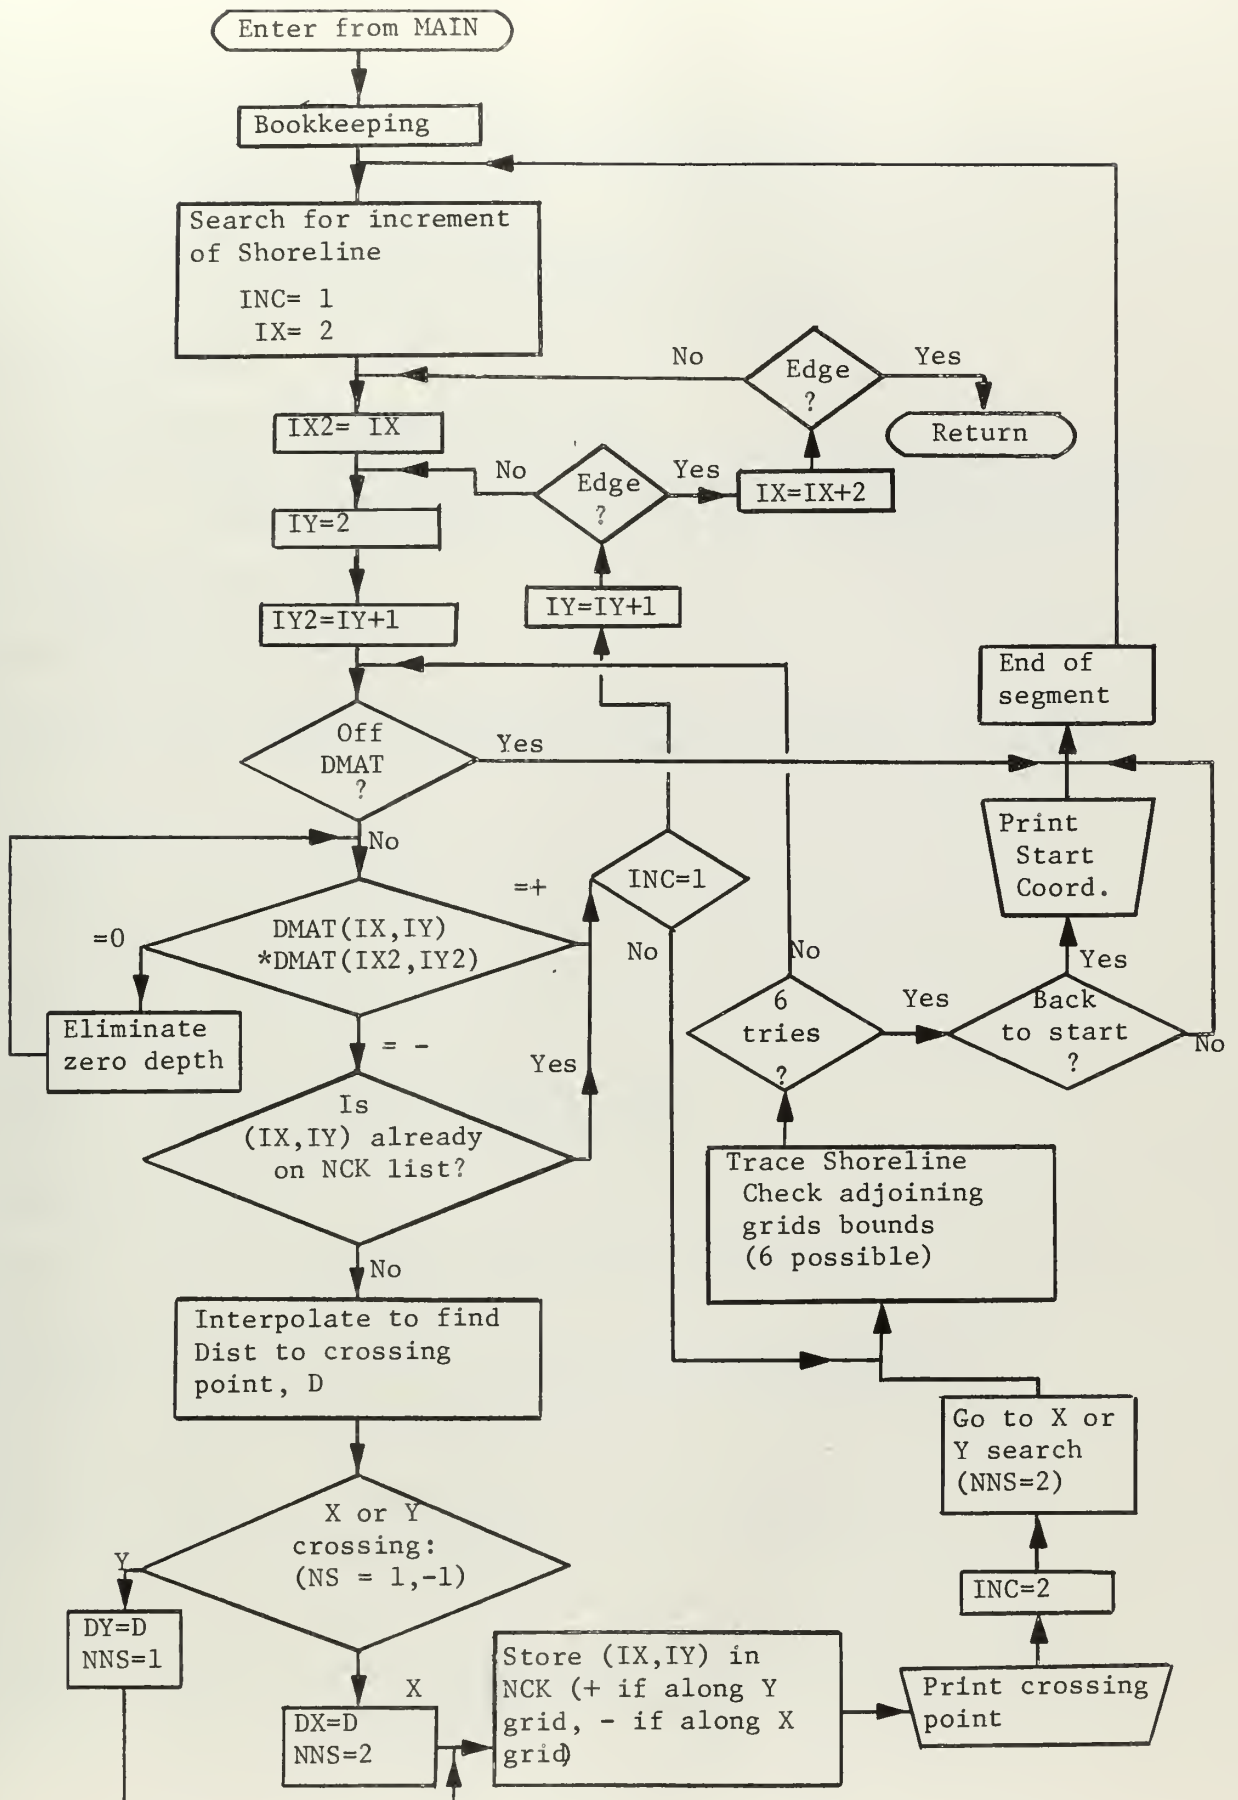 Enter from MAIN
Bookkeeping
Search for increment
of Shoreline
INC= 1
IX= 2
No
Edge
?
Yes
Return
IX2= IX
No
Edge
?
Yes
IX=IX+2
IY=2
IY=IY+1
IY2=IY+1
End of
segment
Off
DMAT
?
Yes
No
Print
Start
Coord.
INC=1
=+
=0
DMAT(IX,IY)
*DMAT(IX2,IY2)
No
No
Yes
Eliminate
zero depth
= -
Yes
6
tries
?
Yes
Back
to start
?
No
Is
(IX,IY) already
on NCK list?
No
Trace Shoreline
Check adjoining
grids bounds
(6 possible)
Interpolate to find
Dist to crossing
point, D
Go to X or
Y search
(NNS=2)
X or Y
crossing:
(NS = 1,-1)
Y
INC=2
DY=D
NNS=1
X
DX=D
NNS=2
Store (IX,IY) in
NCK (+ if along Y
grid, - if along X
grid)
Print crossing
point